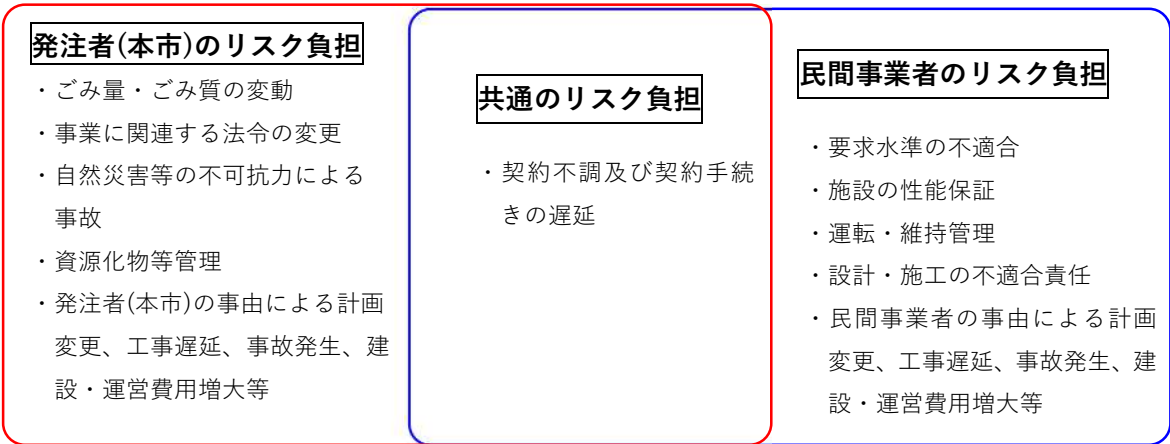 発注者(本市)のリスク負担
・ごみ量・ごみ質の変動
・事業に関連する法令の変更
・自然災害等の不可抗力による
事故
・資源化物等管理
・発注者(本市)の事由による計画
変更、工事遅延、事故発生、建
設・運営費用増大等
共通のリスク負担
・契約不調及び契約手続
きの遅延
民間事業者のリスク負担
・要求水準の不適合
・施設の性能保証
・運転・維持管理
・設計・施工の不適合責任
・民間事業者の事由による計画
変更、工事遅延、事故発生、建
設・運営費用増大等